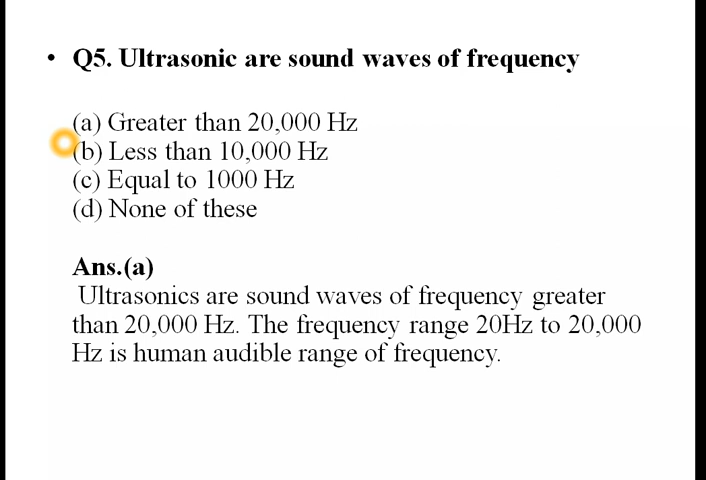 • Q5. Ultrasonic are sound waves of frequency
(a) Greater than 20,000 Hz
(b) Less than 10,000 Hz
(c) Equal to 1000 Hz
(d) None of these
Ans.(a)
Ultrasonics are sound waves of frequency greater
than 20,000 Hz. The frequency range 20Hz to 20,000
Hz is human audible range of frequency.